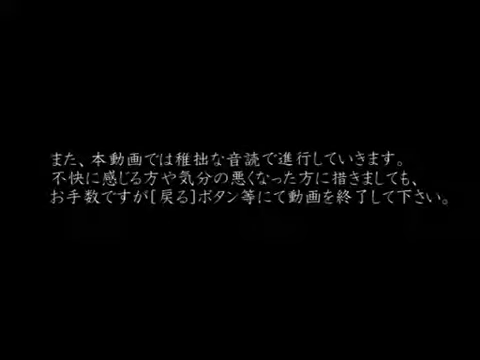 また、本動画では稚拙な音読で進行していきます。
不快に感じる方や気分の悪くなった方に描きましても、
お手数ですが[戻る]ボタン等にて動画を終了して下さい。